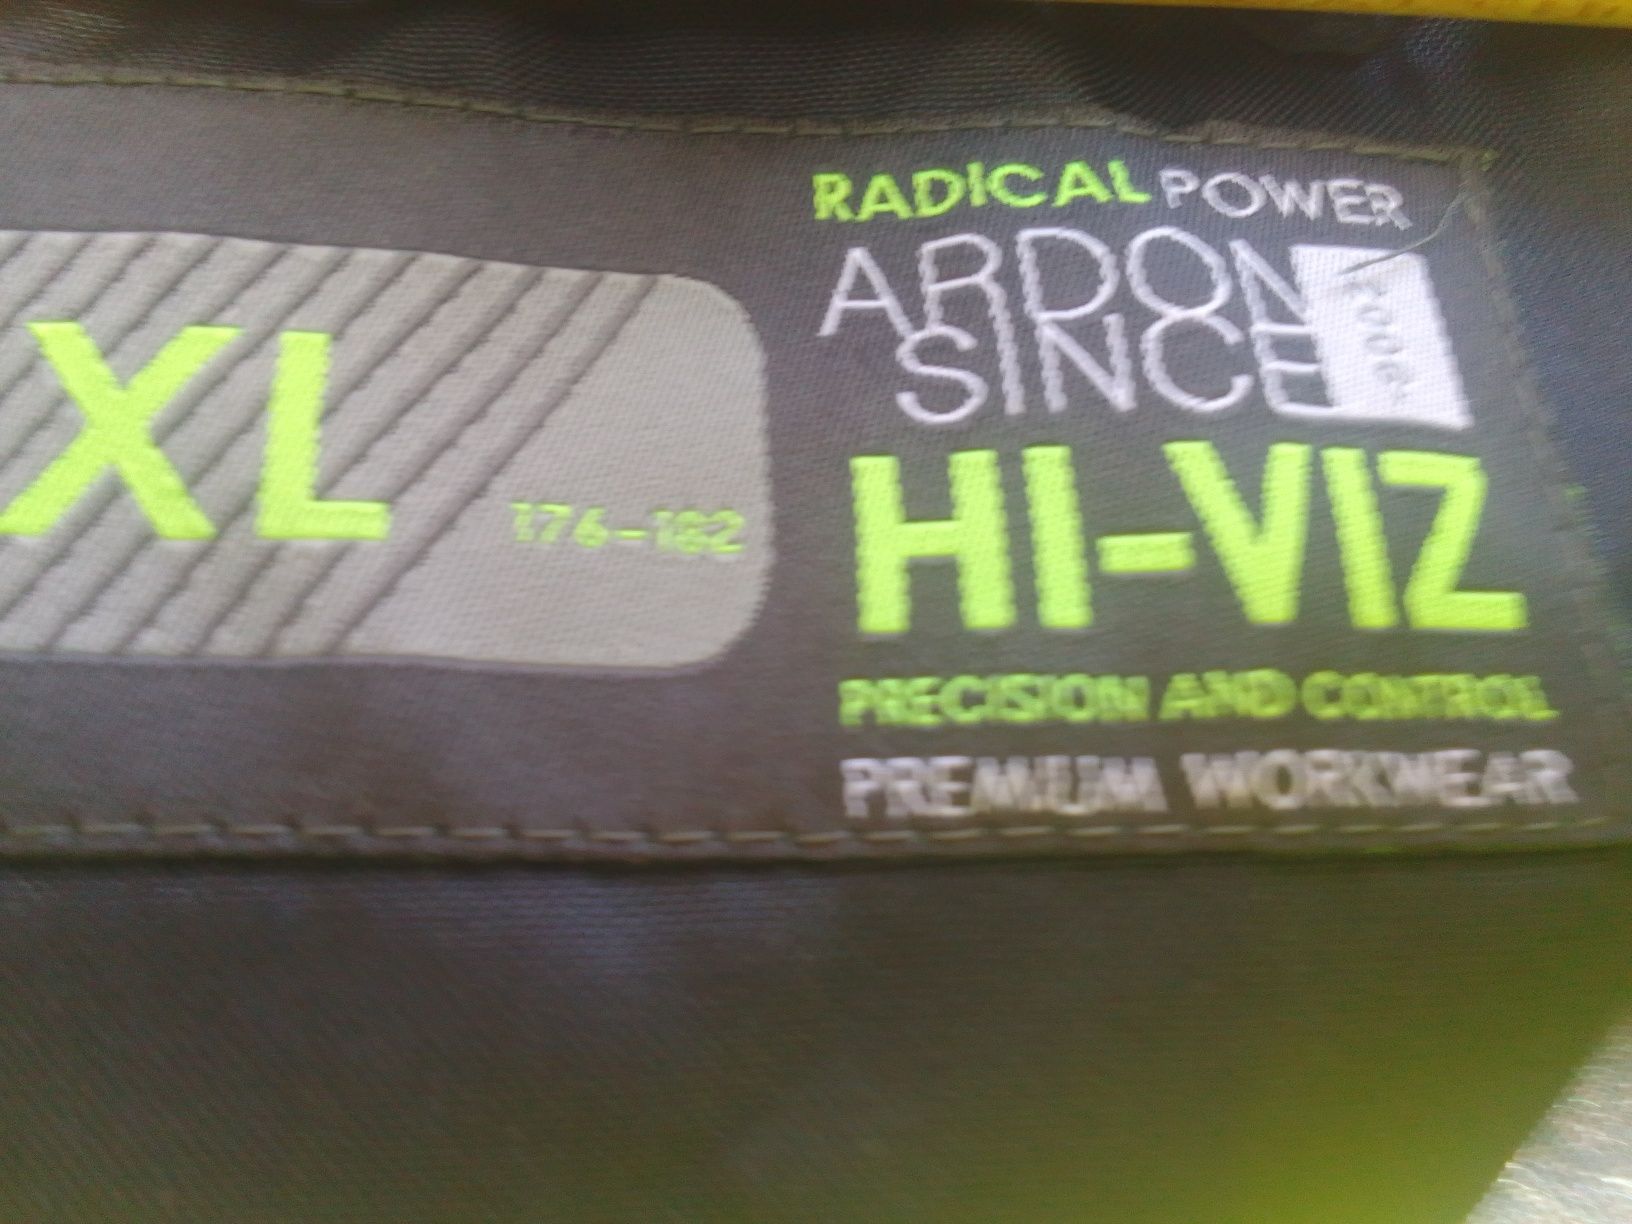 XL 176-182
RADICAL POWER
ARDON
SINCE
HI-VIZ
PRECISION AND CONTROL
PREMIUM WORKWEAR